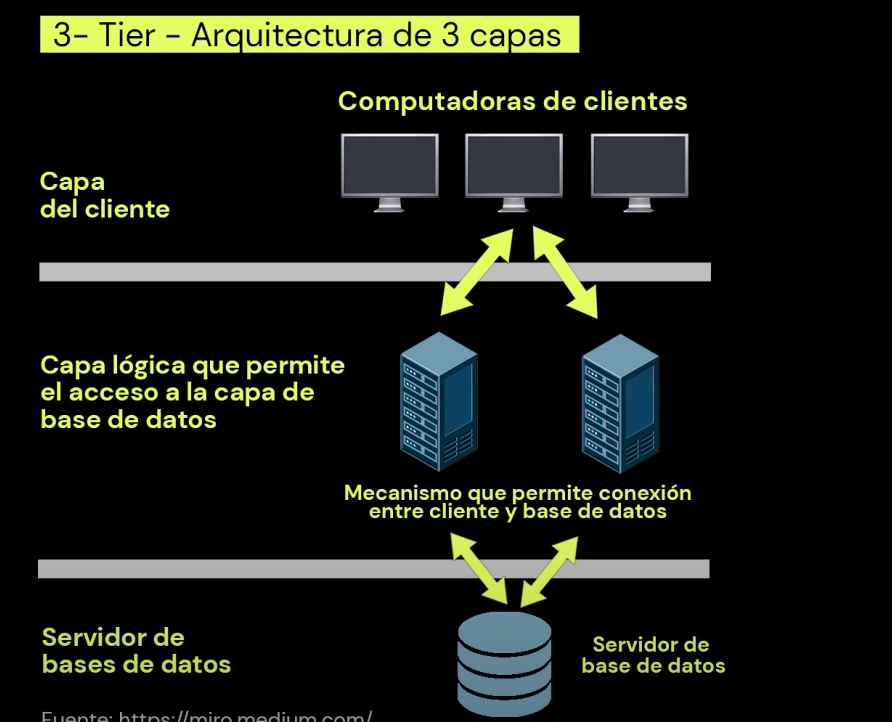 3- Tier - Arquitectura de 3 capas
Computadoras de clientes
Capa
del cliente
Capa lógica que permite
el acceso a la capa de
base de datos
Mecanismo que permite conexión
entre cliente y base de datos
Servidor de
bases de datos
Servidor de
base de datos
Fuente: https://miro.medium.com/